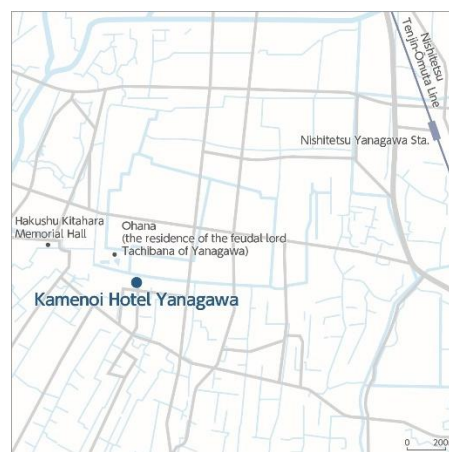 Nishitetsu
Tenjin-Ōmuta Line
Nishitetsu Yanagawa Sta.
Hakushu Kitahara
Memorial Hall
Ohana
(the residence of the feudal lord
Tachibana of Yanagawa)
Kamenoi Hotel Yanagawa
0 200